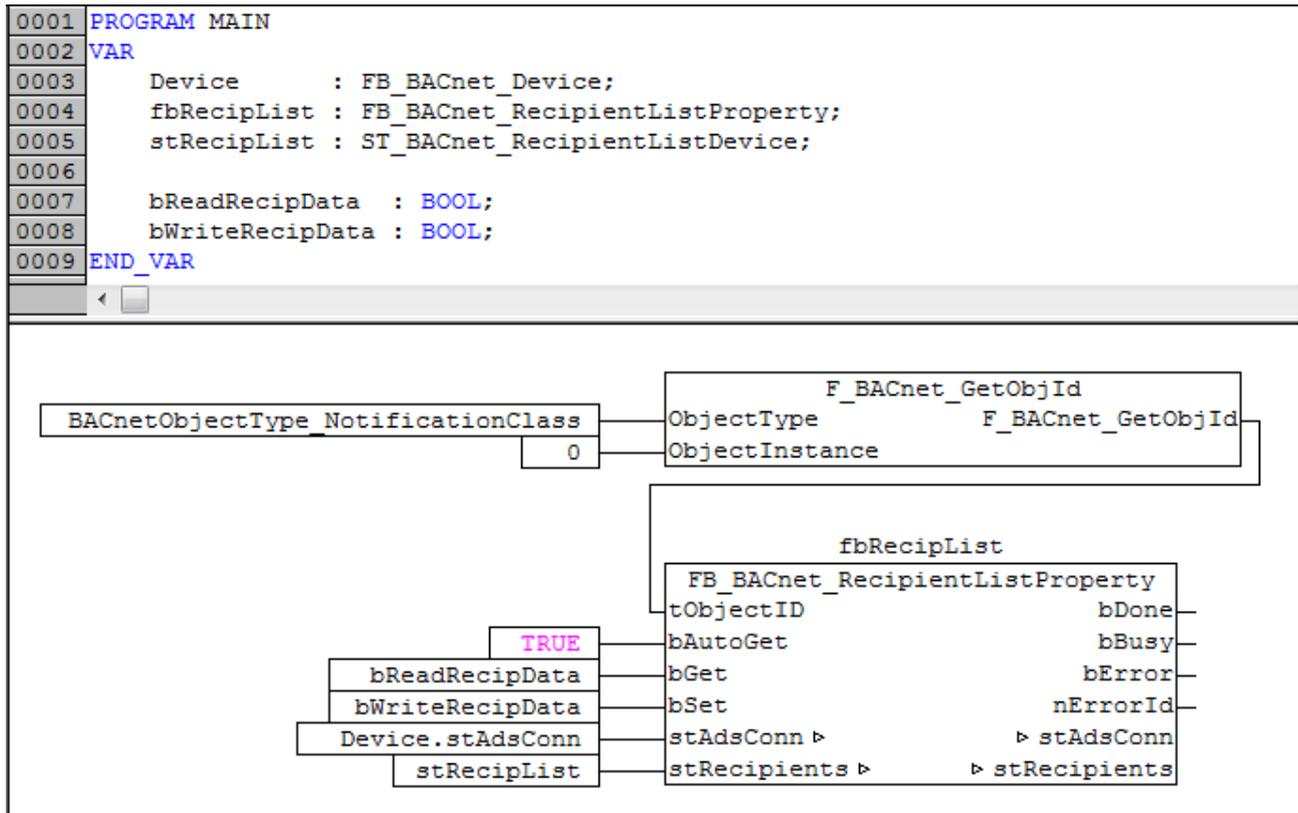 0001 PROGRAM MAIN
0002 VAR
0003 Device : FB_BACnet_Device;
0004 fbRecipList : FB_BACnet_RecipientListProperty;
0005 stRecipList : ST_BACnet_RecipientListDevice;
0006
0007 bReadRecipData : BOOL;
0008 bWriteRecipData : BOOL;
0009 END_VAR
F_BACnet_GetObjId
BACnetObjectType_NotificationClass ObjectType F_BACnet_GetObjId
0 ObjectInstance
fbRecipList
FB_BACnet_RecipientListProperty
tObjectID bDone
TRUE bAutoGet bBusy
bReadRecipData bGet bError
bWriteRecipData bSet nErrorId
Device.stAdsConn stAdsConn ▹ ▹ stAdsConn
stRecipList stRecipients ▹ ▹ stRecipients